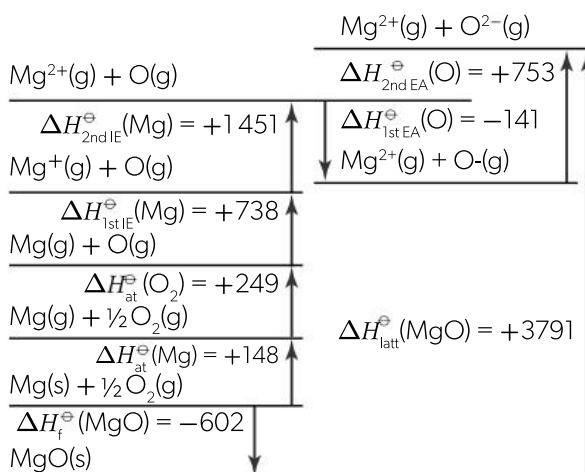 Mg²⁺(g) + O²⁻(g)
Mg²⁺(g) + O(g)
ΔH⦵2nd EA(O) = +753
ΔH⦵2nd IE(Mg) = +1 451
ΔH⦵1st EA(O) = −141
Mg⁺(g) + O(g)
Mg²⁺(g) + O-(g)
ΔH⦵1st IE(Mg) = +738
Mg(g) + O(g)
ΔH⦵at(O₂) = +249
Mg(g) + ½O₂(g)
ΔH⦵latt(MgO) = +3791
ΔH⦵at(Mg) = +148
Mg(s) + ½O₂(g)
ΔH⦵f(MgO) = −602
MgO(s)